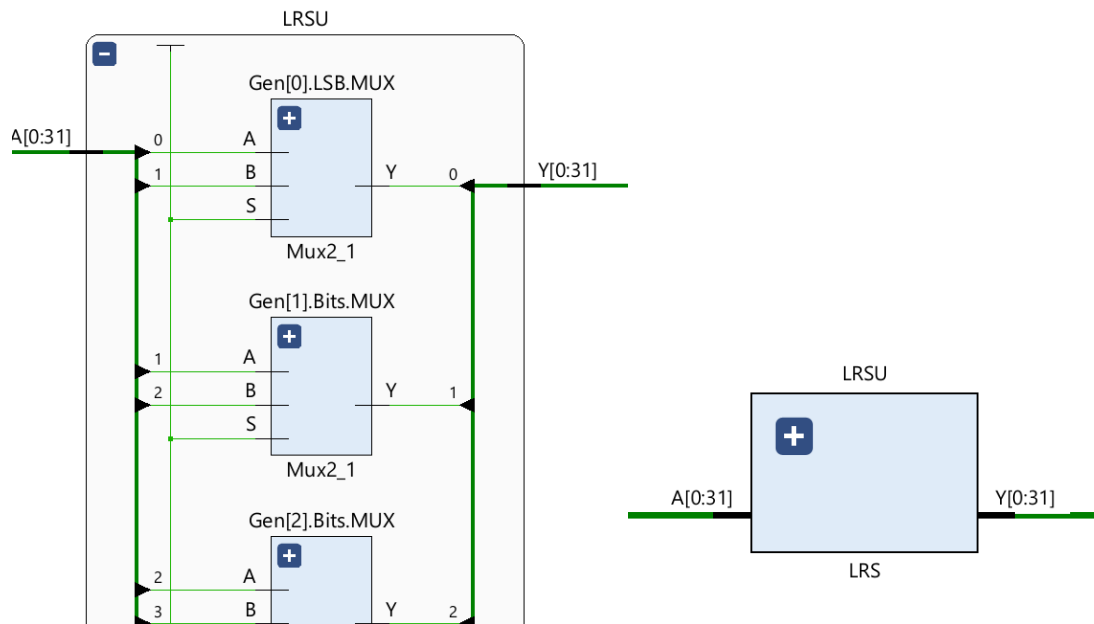 LRSU
Gen[0].LSB.MUX
A[0:31]
0 A
1 B Y 0 Y[0:31]
S
Mux2_1
Gen[1].Bits.MUX
1 A
2 B Y 1
S
Mux2_1
Gen[2].Bits.MUX
2 A
3 B Y 2
LRSU
A[0:31] Y[0:31]
LRS